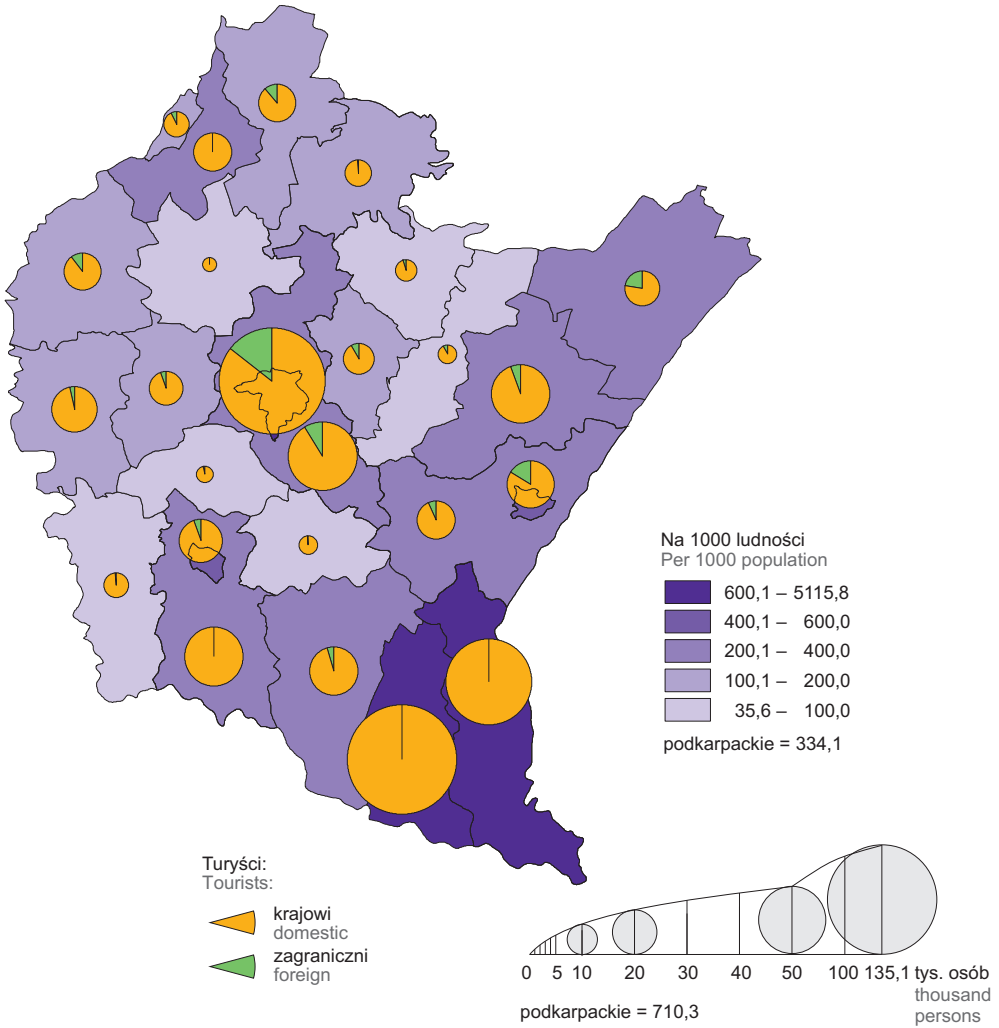 Na 1000 ludności
Per 1000 population
600,1 – 5115,8
400,1 – 600,0
200,1 – 400,0
100,1 – 200,0
35,6 – 100,0
podkarpackie = 334,1
Turyści:
Tourists:
krajowi
domestic
zagraniczni
foreign
0 5 10 20 30 40 50 100 135,1 tys. osób
thousand
persons
podkarpackie = 710,3